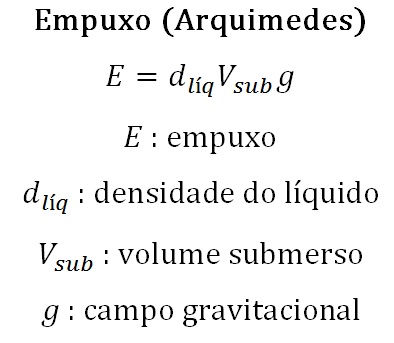 Empuxo (Arquimedes)
E = d_líq V_sub g
E : empuxo
d_líq : densidade do líquido
V_sub : volume submerso
g : campo gravitacional